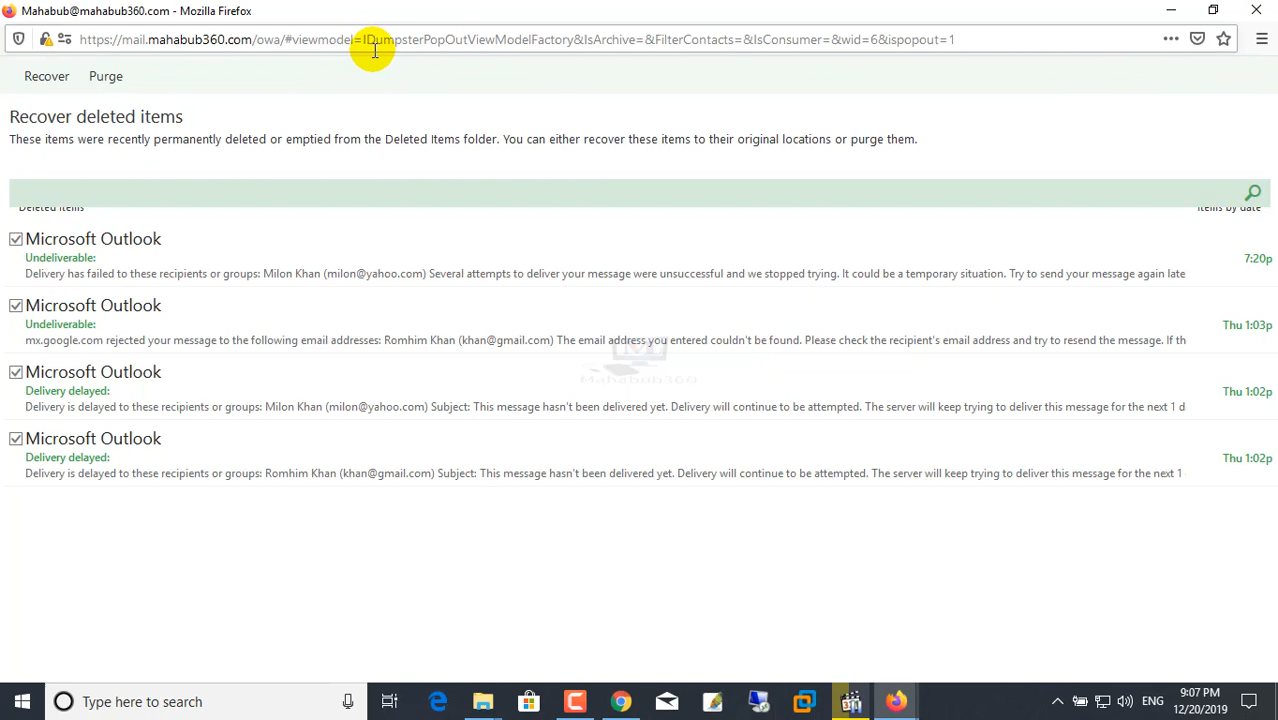 Mahabub@mahabub360.com - Mozilla Firefox
https://mail.mahabub360.com/owa/#viewmodel=IDumpsterPopOutViewModelFactory&IsArchive=&FilterContacts=&IsConsumer=&wid=6&ispopout=1
Recover Purge
Recover deleted items
These items were recently permanently deleted or emptied from the Deleted Items folder. You can either recover these items to their original locations or purge them.
Deleted Items Items by date
Microsoft Outlook
Undeliverable: 7:20p
Delivery has failed to these recipients or groups: Milon Khan (milon@yahoo.com) Several attempts to deliver your message were unsuccessful and we stopped trying. It could be a temporary situation. Try to send your message again late
Microsoft Outlook
Undeliverable: Thu 1:03p
mx.google.com rejected your message to the following email addresses: Romhim Khan (khan@gmail.com) The email address you entered couldn't be found. Please check the recipient's email address and try to resend the message. If th
Mahabub360
Microsoft Outlook
Delivery delayed: Thu 1:02p
Delivery is delayed to these recipients or groups: Milon Khan (milon@yahoo.com) Subject: This message hasn't been delivered yet. Delivery will continue to be attempted. The server will keep trying to deliver this message for the next 1 d
Microsoft Outlook
Delivery delayed: Thu 1:02p
Delivery is delayed to these recipients or groups: Romhim Khan (khan@gmail.com) Subject: This message hasn't been delivered yet. Delivery will continue to be attempted. The server will keep trying to deliver this message for the next 1
Type here to search
ENG
9:07 PM
12/20/2019